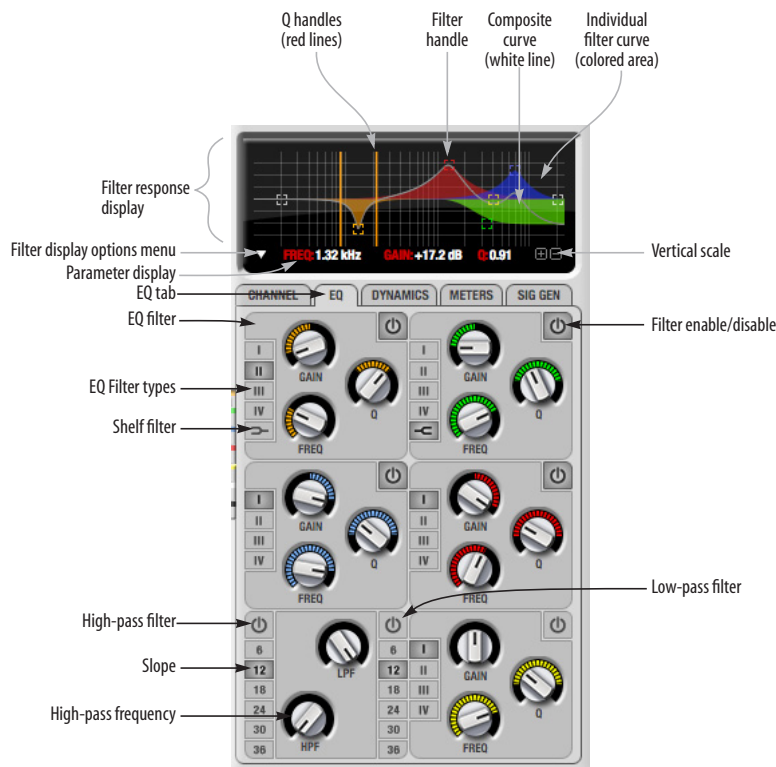 Q handles
(red lines)
Filter
handle
Composite
curve
(white line)
Individual
filter curve
(colored area)
Filter response
display
Filter display options menu
FREQ: 1.32 kHz GAIN: +17.2 dB Q: 0.91
Vertical scale
Parameter display
EQ tab
CHANNEL EQ DYNAMICS METERS SIG GEN
EQ filter
Filter enable/disable
I
II
III
IV
GAIN
Q
FREQ
EQ Filter types
Shelf filter
I
II
III
IV
GAIN
Q
FREQ
I
II
III
IV
GAIN
Q
FREQ
I
II
III
IV
GAIN
Q
FREQ
Low-pass filter
High-pass filter
Slope
High-pass frequency
6
12
18
24
30
36
LPF
HPF
6
12
18
24
30
36
I
II
III
IV
GAIN
Q
FREQ